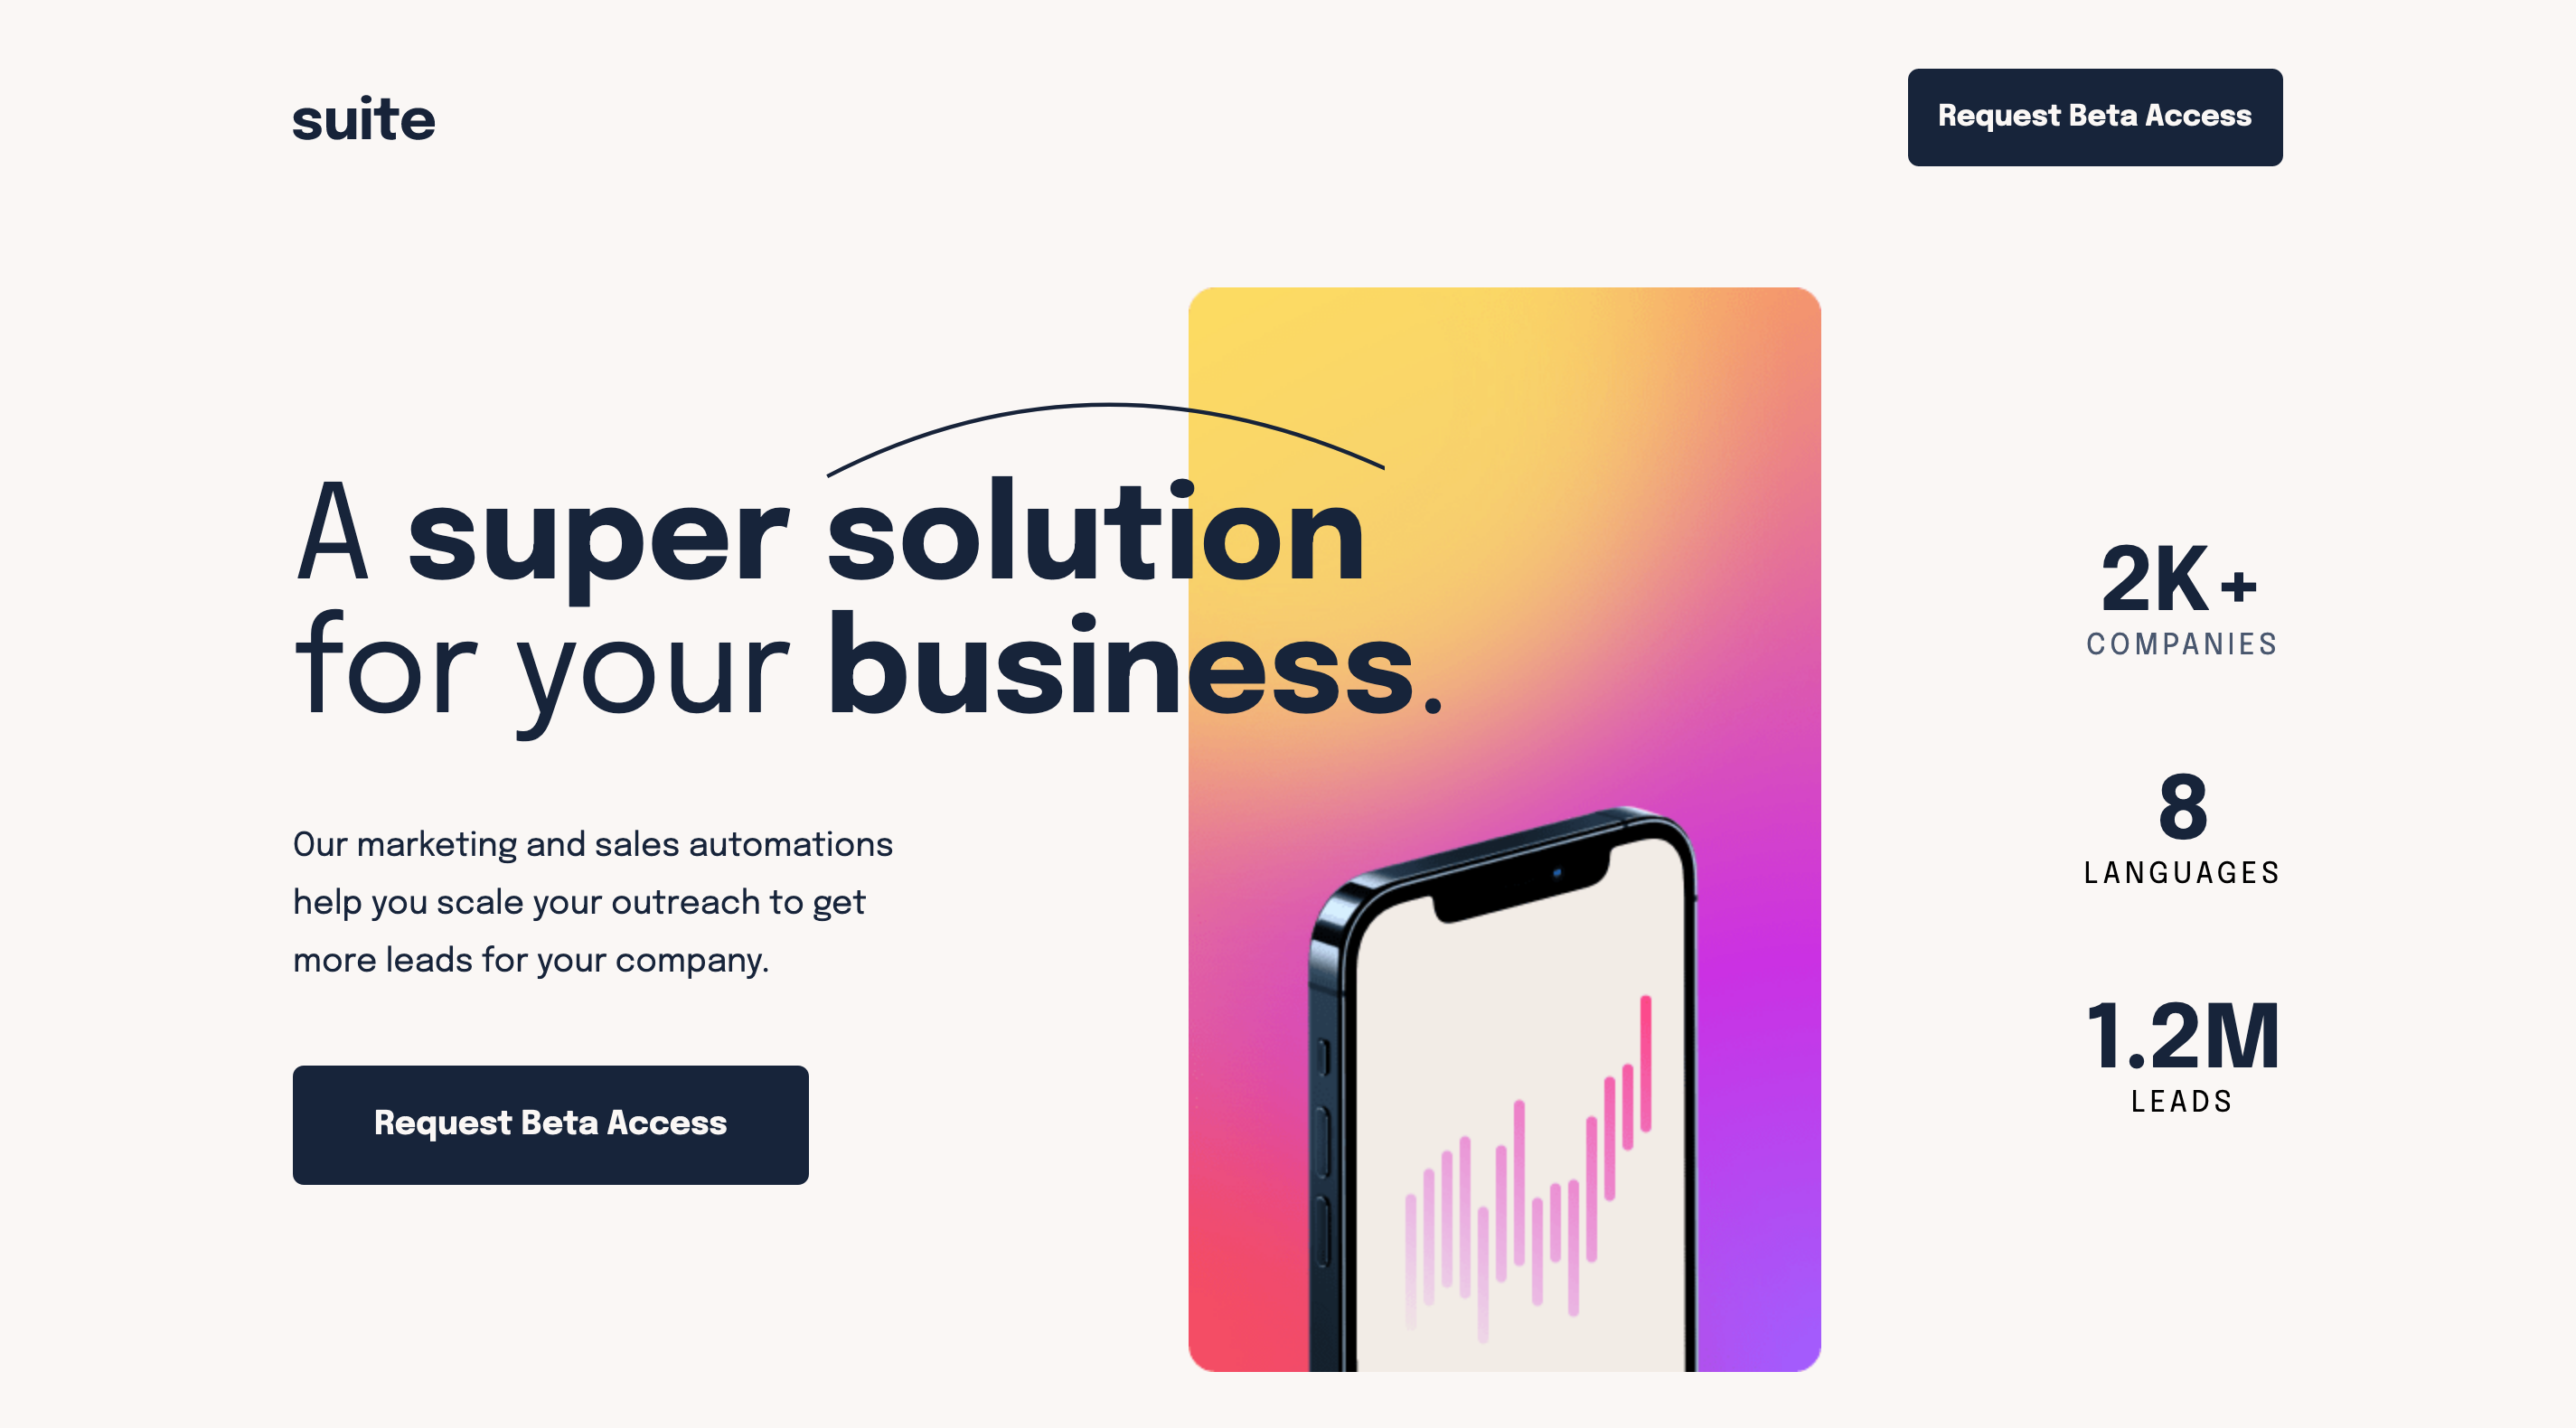 suite
Request Beta Access
A super solution
for your business.
Our marketing and sales automations
help you scale your outreach to get
more leads for your company.
Request Beta Access
2K+
COMPANIES
8
LANGUAGES
1.2M
LEADS